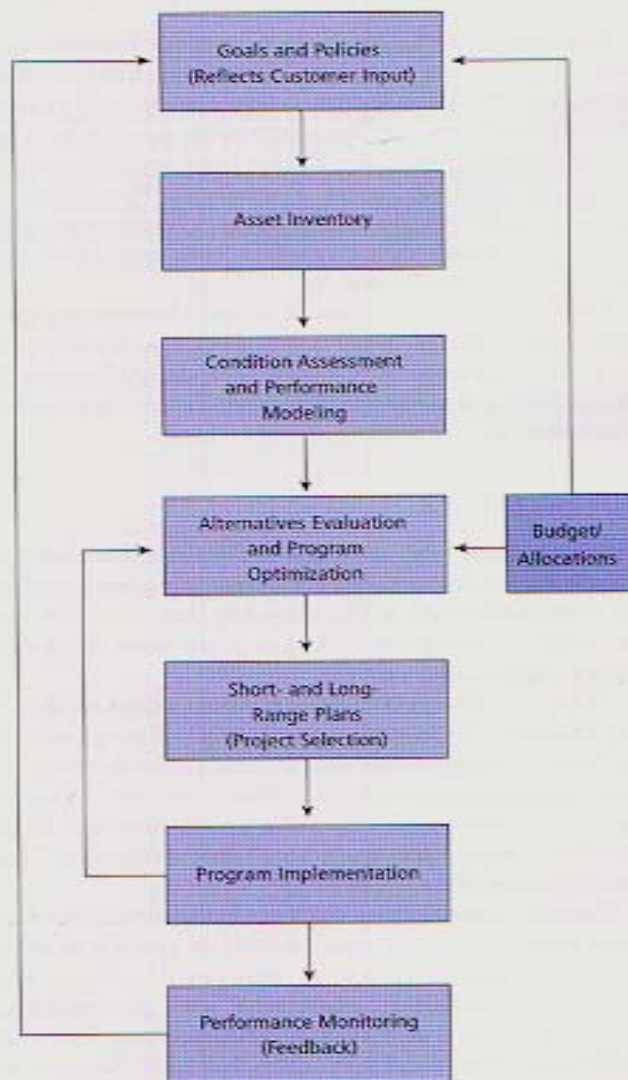 Goals and Policies
(Reflects Customer Input)
Asset Inventory
Condition Assessment
and Performance
Modeling
Alternatives Evaluation
and Program
Optimization
Budget/
Allocations
Short- and Long-
Range Plans
(Project Selection)
Program Implementation
Performance Monitoring
(Feedback)